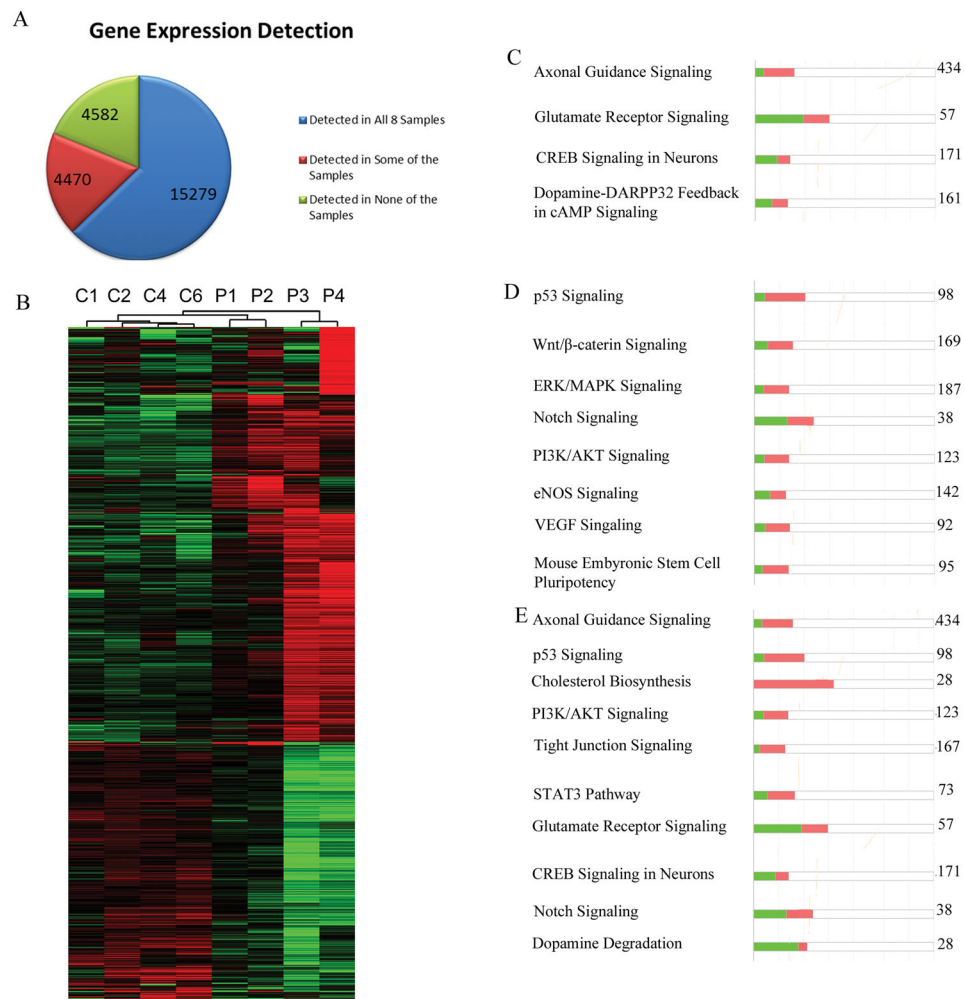 A
Gene Expression Detection
4582
4470
15279
Detected in All 8 Samples
Detected in Some of the
Samples
Detected in None of the
Samples
B
C1 C2 C4 C6 P1 P2 P3 P4
C
Axonal Guidance Signaling 434
Glutamate Receptor Signaling 57
CREB Signaling in Neurons 171
Dopamine-DARPP32 Feedback
in cAMP Signaling 161
D
p53 Signaling 98
Wnt/β-caterin Signaling 169
ERK/MAPK Signaling 187
Notch Signaling 38
PI3K/AKT Signaling 123
eNOS Signaling 142
VEGF Singaling 92
Mouse Embyronic Stem Cell
Pluripotency 95
E
Axonal Guidance Signaling 434
p53 Signaling 98
Cholesterol Biosynthesis 28
PI3K/AKT Signaling 123
Tight Junction Signaling 167
STAT3 Pathway 73
Glutamate Receptor Signaling 57
CREB Signaling in Neurons 171
Notch Signaling 38
Dopamine Degradation 28